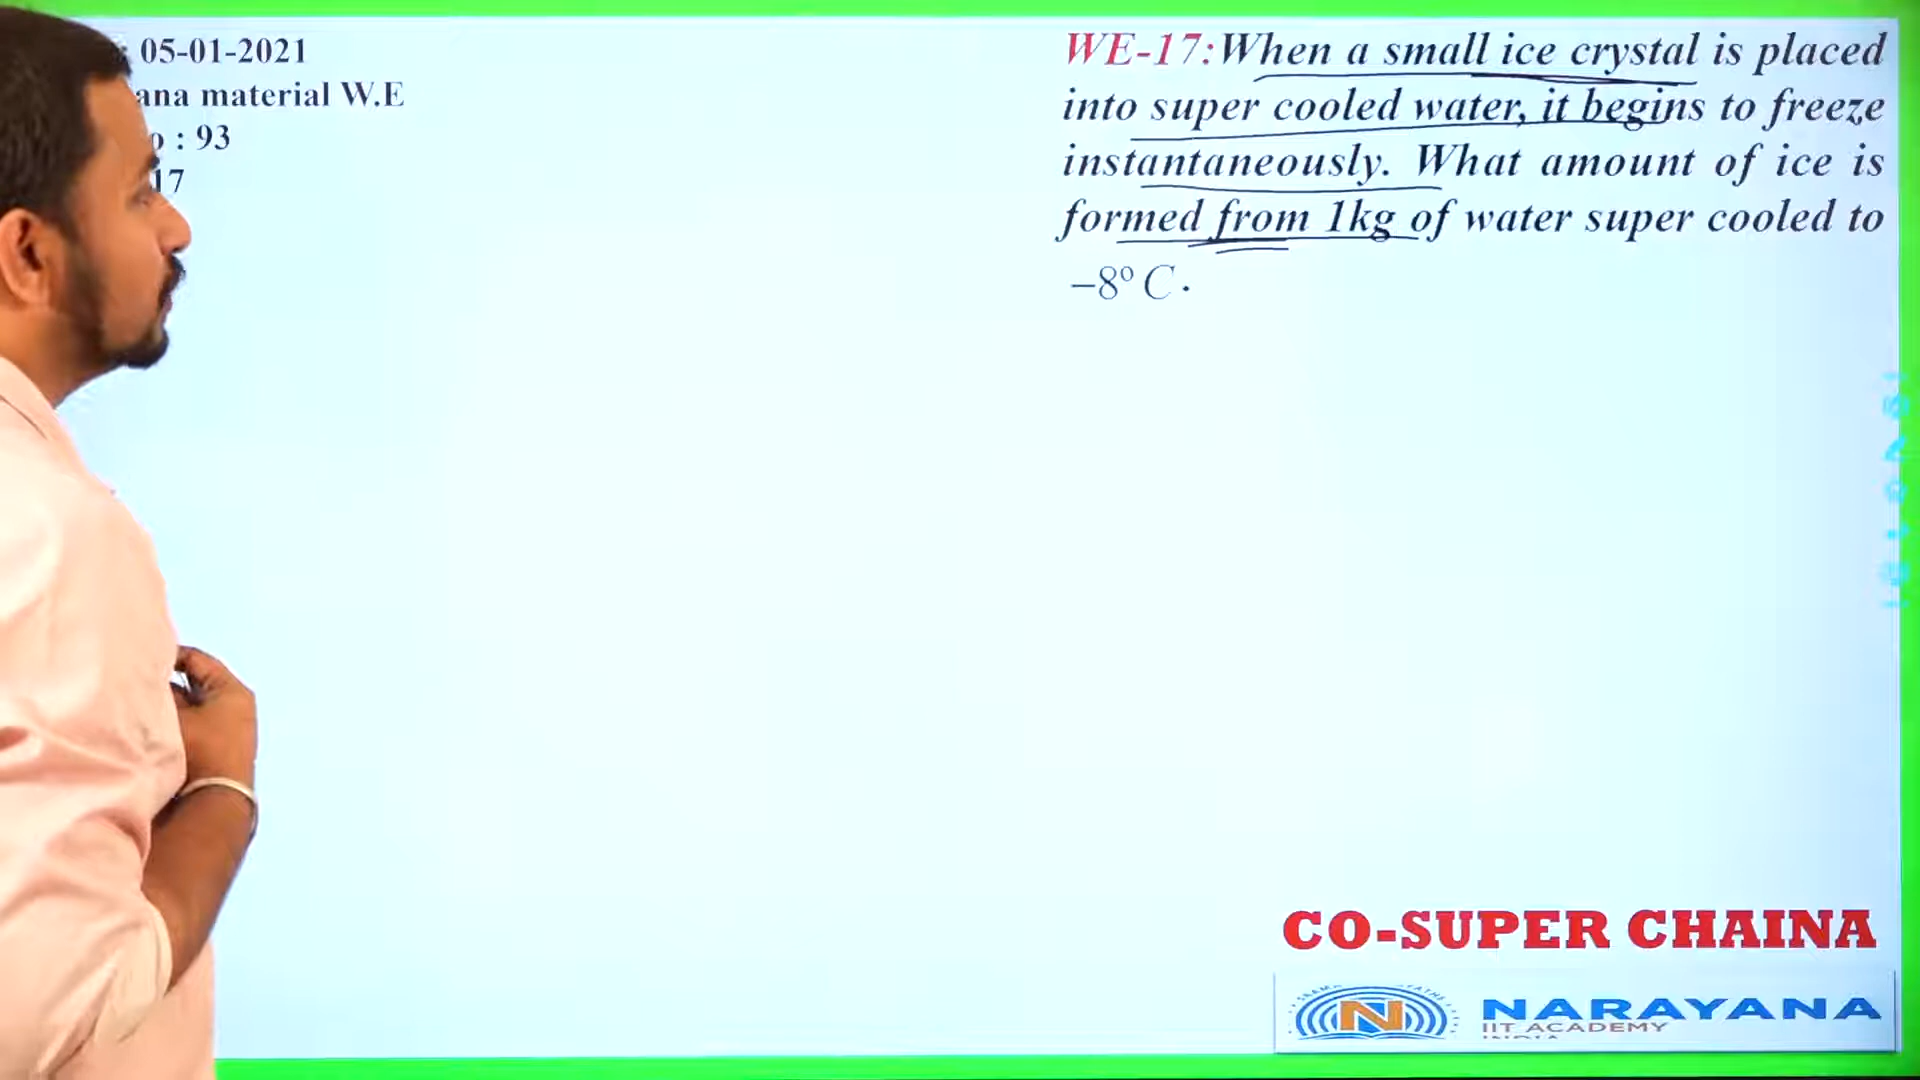 : 05-01-2021
ana material W.E
o : 93
17
WE-17: When a small ice crystal is placed
into super cooled water, it begins to freeze
instantaneously. What amount of ice is
formed from 1kg of water super cooled to
–8° C.
CO-SUPER CHAINA
N NARAYANA
IIT ACADEMY
INDIA